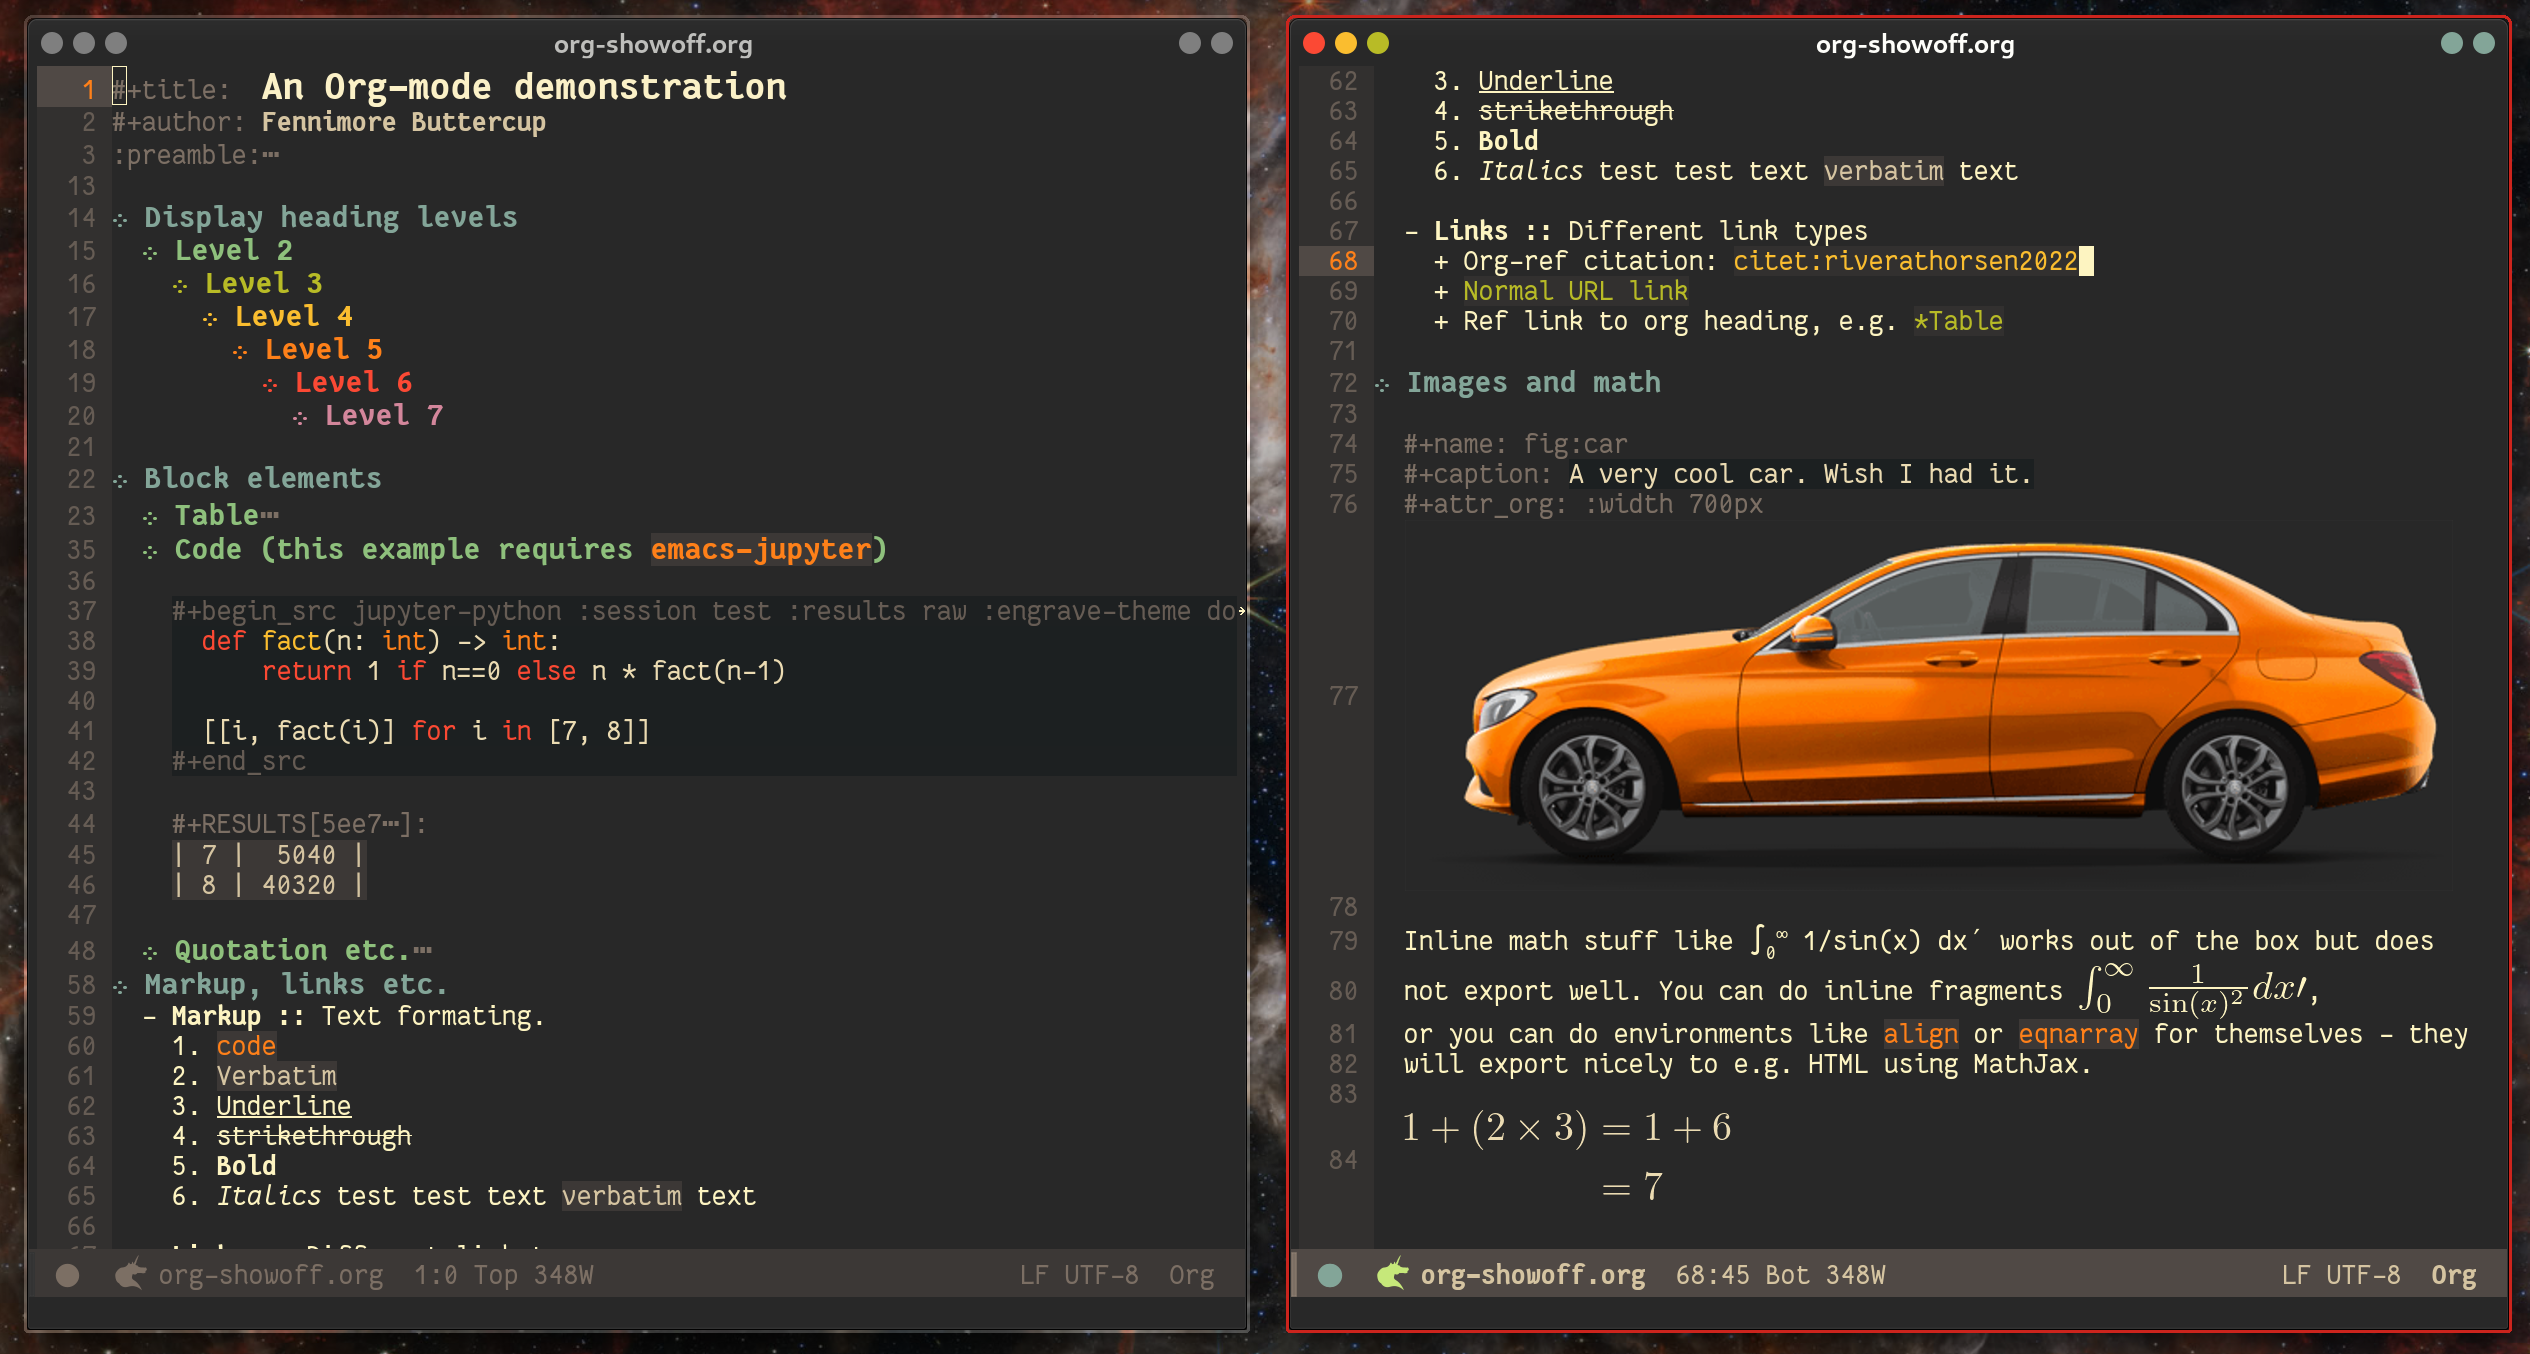 org-showoff.org
1 #+title: An Org-mode demonstration
2 #+author: Fennimore Buttercup
3 :preamble:…
13
14 Display heading levels
15 Level 2
16 Level 3
17 Level 4
18 Level 5
19 Level 6
20 Level 7
21
22 Block elements
23 Table…
35 Code (this example requires emacs-jupyter)
36
37 #+begin_src jupyter-python :session test :results raw :engrave-theme do
38 def fact(n: int) -> int:
39 return 1 if n==0 else n * fact(n-1)
40
41 [[i, fact(i)] for i in [7, 8]]
42 #+end_src
43
44 #+RESULTS[5ee7…]:
45 | 7 | 5040 |
46 | 8 | 40320 |
47
48 Quotation etc.…
58 Markup, links etc.
59 - Markup :: Text formating.
60 1. code
61 2. Verbatim
62 3. Underline
63 4. strikethrough
64 5. Bold
65 6. Italics test test text verbatim text
66
org-showoff.org 1:0 Top 348W LF UTF-8 Org
org-showoff.org
62 3. Underline
63 4. strikethrough
64 5. Bold
65 6. Italics test test text verbatim text
66
67 - Links :: Different link types
68 + Org-ref citation: citet:riverathorsen2022
69 + Normal URL link
70 + Ref link to org heading, e.g. *Table
71
72 Images and math
73
74 #+name: fig:car
75 #+caption: A very cool car. Wish I had it.
76 #+attr_org: :width 700px
77
78
79 Inline math stuff like ∫₀^∞ 1/sin(x) dx´ works out of the box but does
80 not export well. You can do inline fragments ∫₀^∞ 1/sin(x)² dx′,
81 or you can do environments like align or eqnarray for themselves – they
82 will export nicely to e.g. HTML using MathJax.
83
84 1 + (2 × 3) = 1 + 6
= 7
org-showoff.org 68:45 Bot 348W LF UTF-8 Org